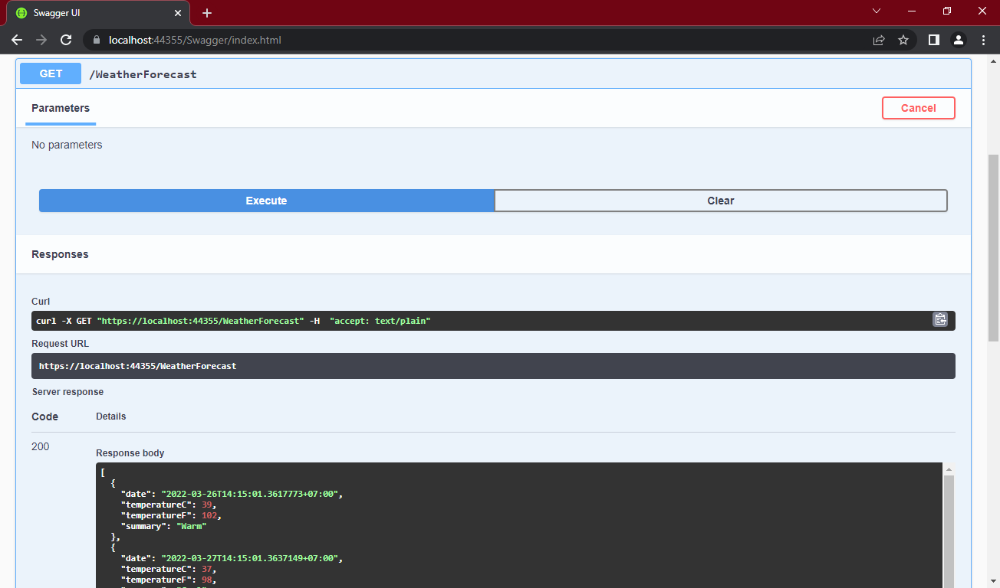 Swagger UI
localhost:44355/Swagger/index.html
GET /WeatherForecast
Parameters
Cancel
No parameters
Execute
Clear
Responses
Curl
curl -X GET "https://localhost:44355/WeatherForecast" -H  "accept: text/plain"
Request URL
https://localhost:44355/WeatherForecast
Server response
Code Details
200
Response body
[
  {
    "date": "2022-03-26T14:15:01.3617773+07:00",
    "temperatureC": 39,
    "temperatureF": 102,
    "summary": "Warm"
  },
  {
    "date": "2022-03-27T14:15:01.3637149+07:00",
    "temperatureC": 37,
    "temperatureF": 98,